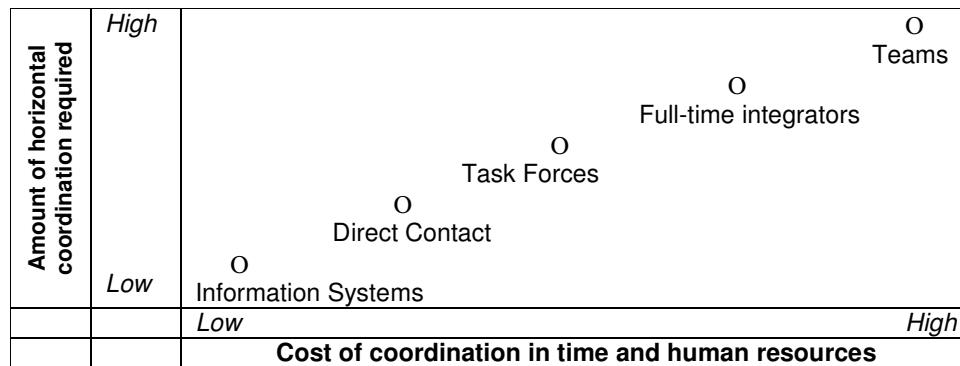 Amount of horizontal
coordination required
High
O
Teams
O
Full-time integrators
O
Task Forces
O
Direct Contact
O
Low
Information Systems
Low High
Cost of coordination in time and human resources